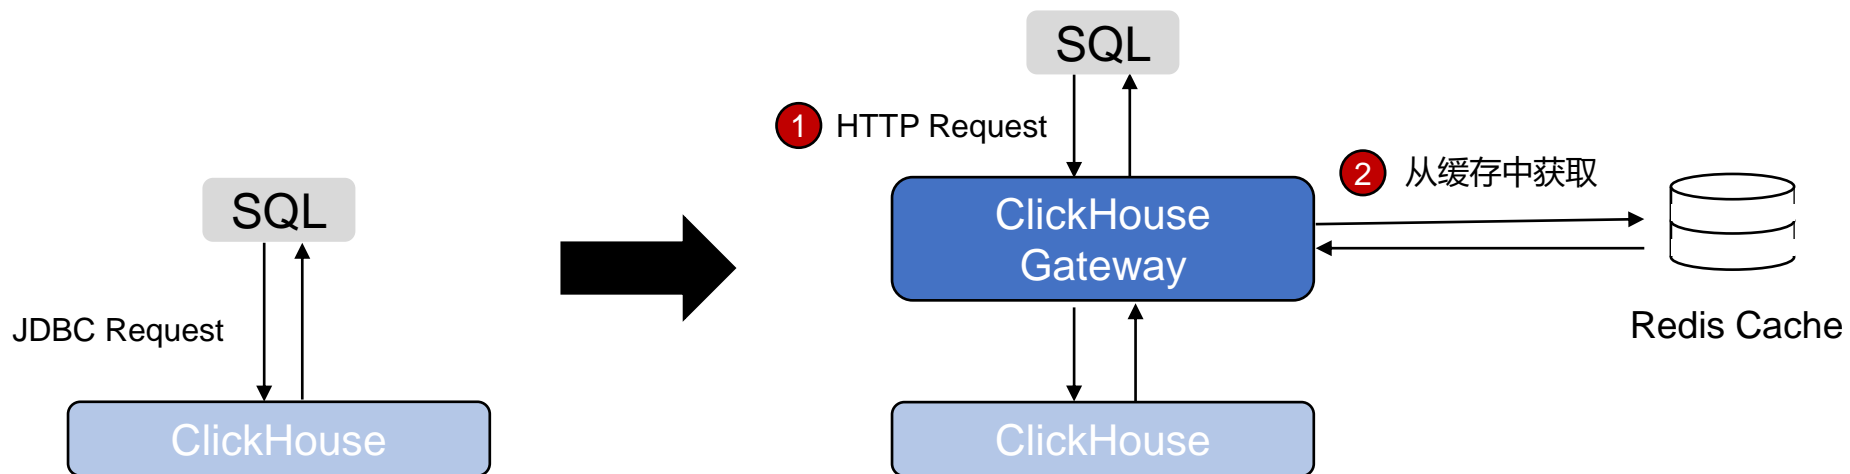 SQL
JDBC Request
ClickHouse
SQL
1 HTTP Request
ClickHouse
Gateway
2 从缓存中获取
Redis Cache
ClickHouse